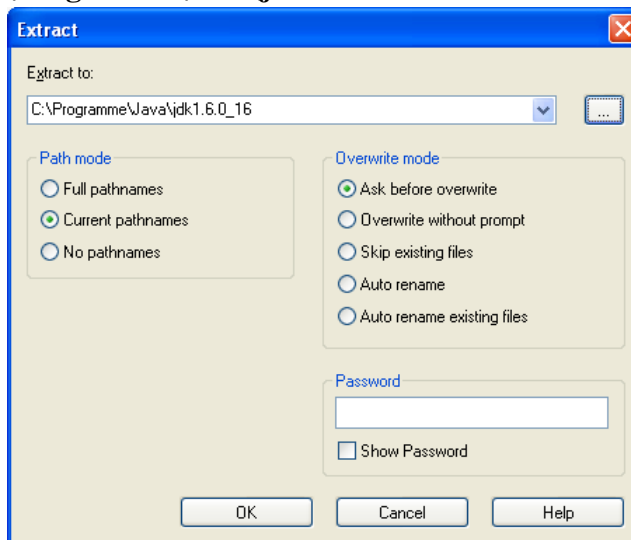 Extract
Extract to:
C:\Programme\Java\jdk1.6.0_16
...
Path mode
Full pathnames
Current pathnames
No pathnames
Overwrite mode
Ask before overwrite
Overwrite without prompt
Skip existing files
Auto rename
Auto rename existing files
Password
Show Password
OK
Cancel
Help